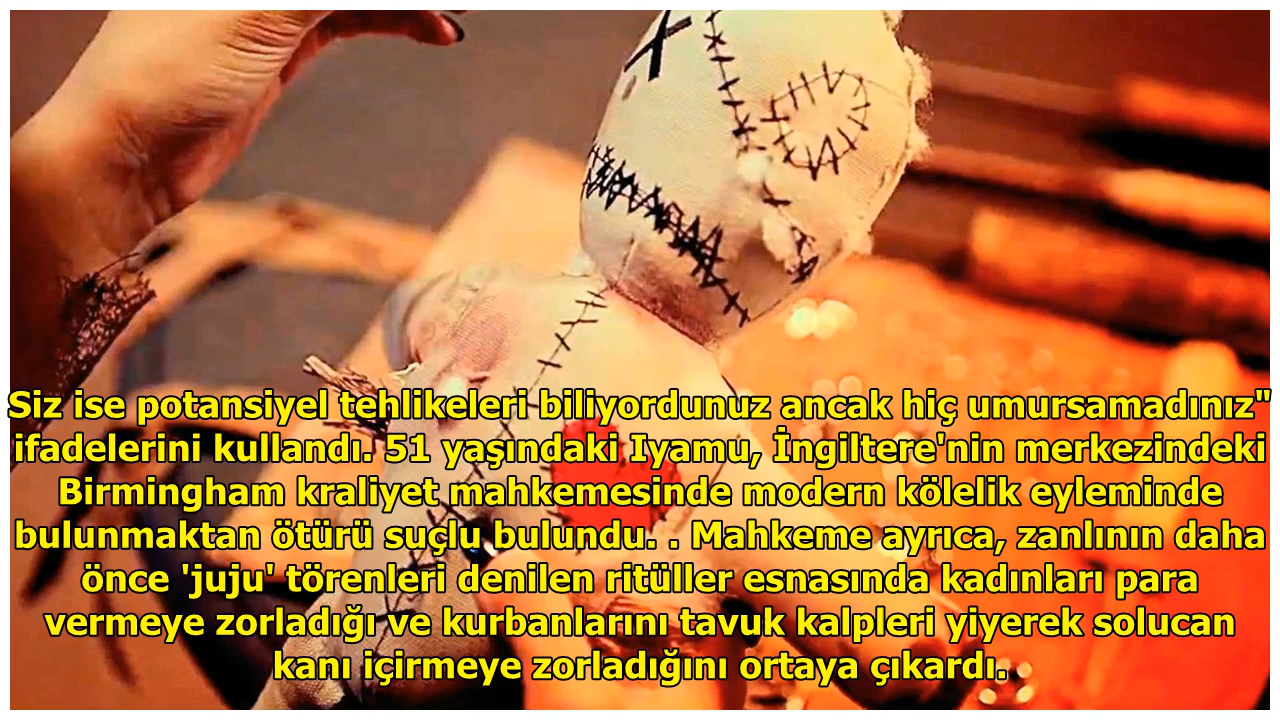 Siz ise potansiyel tehlikeleri biliyordunuz ancak hiç umursamadınız"
ifadelerini kullandı. 51 yaşındaki Iyamu, İngiltere'nin merkezindeki
Birmingham kraliyet mahkemesinde modern kölelik eyleminde
bulunmaktan ötürü suçlu bulundu. . Mahkeme ayrıca, zanlının daha
önce 'juju' törenleri denilen ritüller esnasında kadınları para
vermeye zorladığı ve kurbanlarını tavuk kalpleri yiyerek solucan
kanı içirmeye zorladığını ortaya çıkardı.